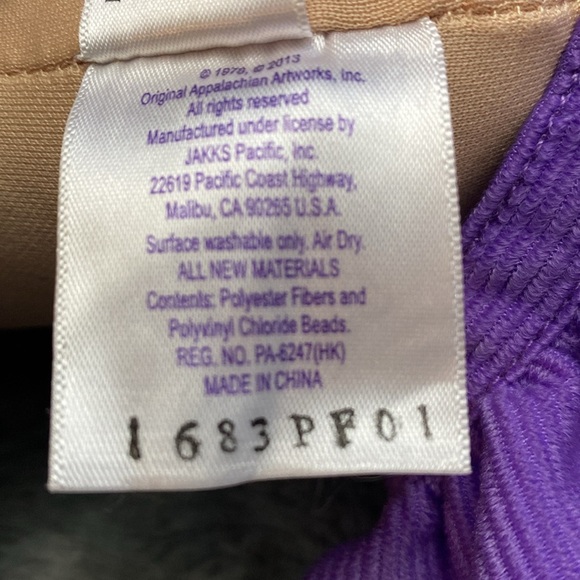 © 1978, © 2013
Original Appalachian Artworks, Inc.
All rights reserved
Manufactured under license by
JAKKS Pacific, Inc.
22619 Pacific Coast Highway,
Malibu, CA 90265 U.S.A.
Surface washable only. Air Dry.
ALL NEW MATERIALS
Contents: Polyester Fibers and
Polyvinyl Chloride Beads.
REG. NO. PA-6247(HK)
MADE IN CHINA
1683PF01